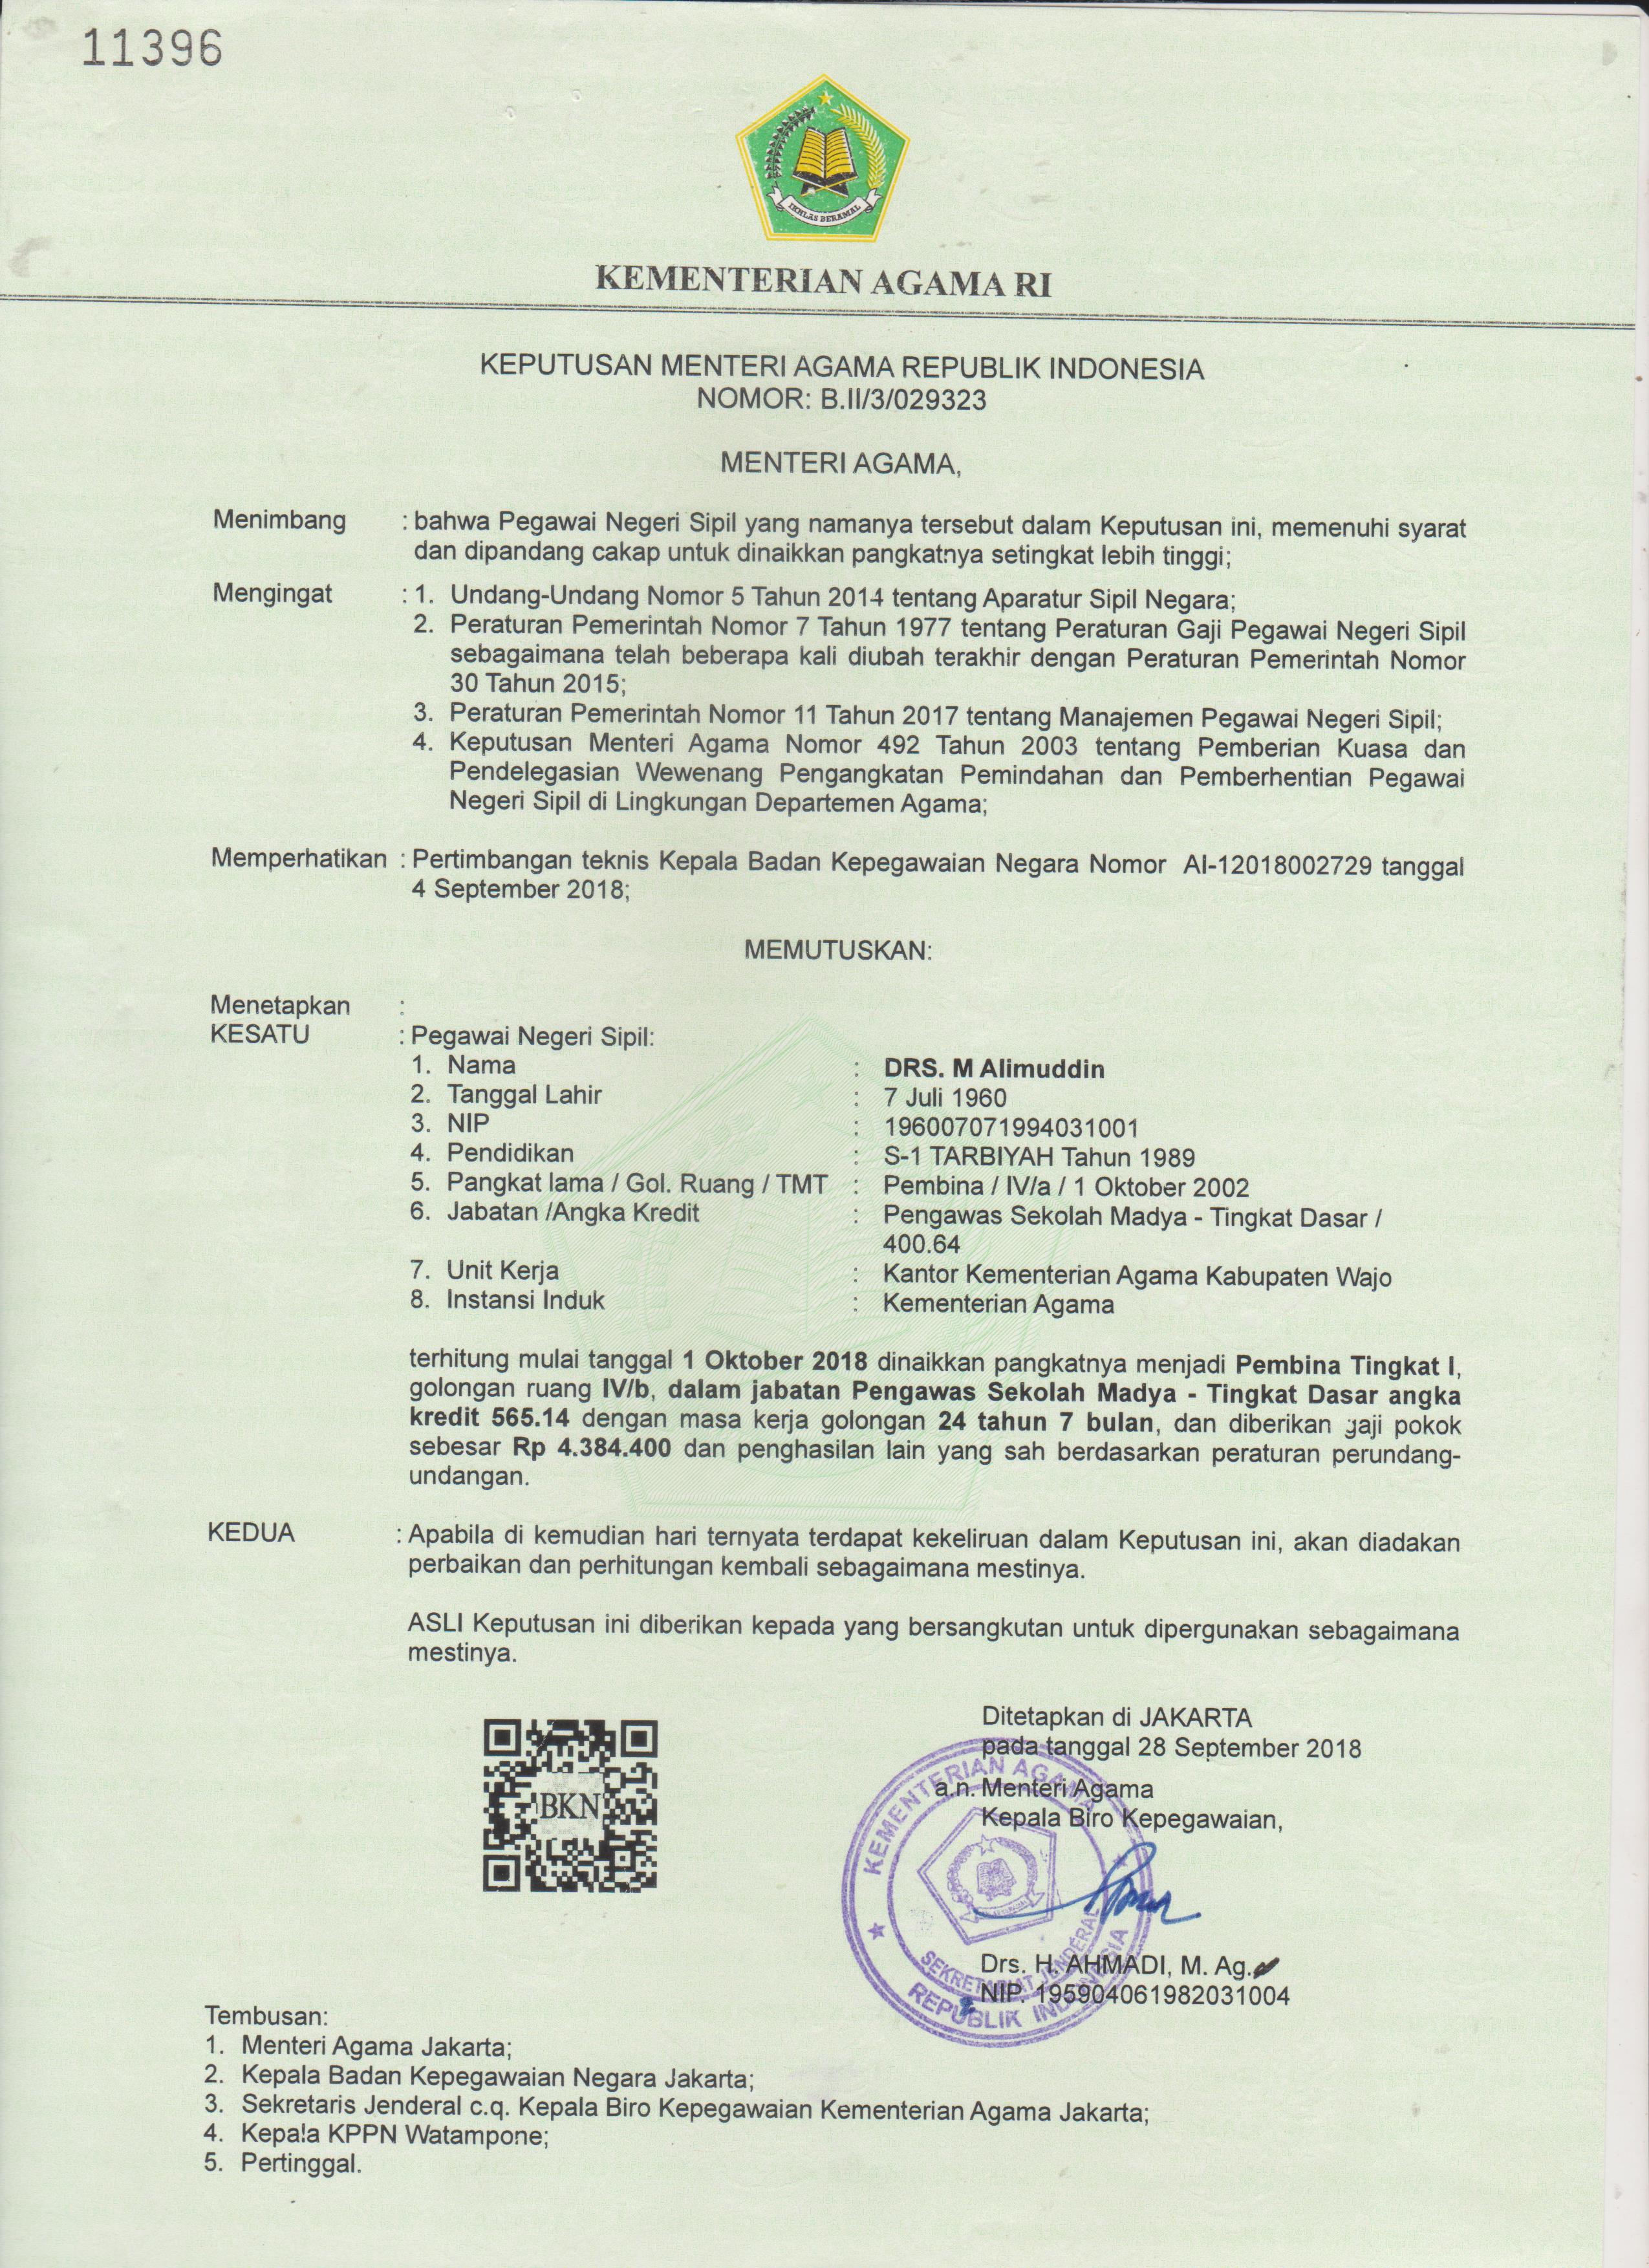 11396
IKHLAS BERAMAL
KEMENTERIAN AGAMA RI
KEPUTUSAN MENTERI AGAMA REPUBLIK INDONESIA
NOMOR: B.II/3/029323
MENTERI AGAMA,
Menimbang : bahwa Pegawai Negeri Sipil yang namanya tersebut dalam Keputusan ini, memenuhi syarat
dan dipandang cakap untuk dinaikkan pangkatnya setingkat lebih tinggi;
Mengingat : 1. Undang-Undang Nomor 5 Tahun 2014 tentang Aparatur Sipil Negara;
2. Peraturan Pemerintah Nomor 7 Tahun 1977 tentang Peraturan Gaji Pegawai Negeri Sipil
sebagaimana telah beberapa kali diubah terakhir dengan Peraturan Pemerintah Nomor
30 Tahun 2015;
3. Peraturan Pemerintah Nomor 11 Tahun 2017 tentang Manajemen Pegawai Negeri Sipil;
4. Keputusan Menteri Agama Nomor 492 Tahun 2003 tentang Pemberian Kuasa dan
Pendelegasian Wewenang Pengangkatan Pemindahan dan Pemberhentian Pegawai
Negeri Sipil di Lingkungan Departemen Agama;
Memperhatikan : Pertimbangan teknis Kepala Badan Kepegawaian Negara Nomor AI-12018002729 tanggal
4 September 2018;
MEMUTUSKAN:
Menetapkan :
KESATU : Pegawai Negeri Sipil:
1. Nama : DRS. M Alimuddin
2. Tanggal Lahir : 7 Juli 1960
3. NIP : 196007071994031001
4. Pendidikan : S-1 TARBIYAH Tahun 1989
5. Pangkat lama / Gol. Ruang / TMT : Pembina / IV/a / 1 Oktober 2002
6. Jabatan /Angka Kredit : Pengawas Sekolah Madya - Tingkat Dasar /
400.64
7. Unit Kerja : Kantor Kementerian Agama Kabupaten Wajo
8. Instansi Induk : Kementerian Agama
terhitung mulai tanggal 1 Oktober 2018 dinaikkan pangkatnya menjadi Pembina Tingkat I,
golongan ruang IV/b, dalam jabatan Pengawas Sekolah Madya - Tingkat Dasar angka
kredit 565.14 dengan masa kerja golongan 24 tahun 7 bulan, dan diberikan gaji pokok
sebesar Rp 4.384.400 dan penghasilan lain yang sah berdasarkan peraturan perundang-
undangan.
KEDUA : Apabila di kemudian hari ternyata terdapat kekeliruan dalam Keputusan ini, akan diadakan
perbaikan dan perhitungan kembali sebagaimana mestinya.
ASLI Keputusan ini diberikan kepada yang bersangkutan untuk dipergunakan sebagaimana
mestinya.
BKN
Ditetapkan di JAKARTA
pada tanggal 28 September 2018
a.n. Menteri Agama
Kepala Biro Kepegawaian,
KEMENTERIAN AGAMA
SEKRETARIAT JENDERAL
REPUBLIK INDONESIA
Drs. H. AHMADI, M. Ag.
NIP. 195904061982031004
Tembusan:
1. Menteri Agama Jakarta;
2. Kepala Badan Kepegawaian Negara Jakarta;
3. Sekretaris Jenderal c.q. Kepala Biro Kepegawaian Kementerian Agama Jakarta;
4. Kepala KPPN Watampone;
5. Pertinggal.